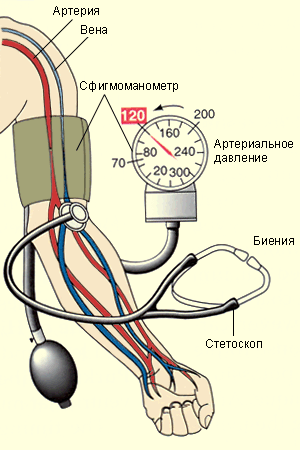 Артерия
Вена
Сфигмоманометр
120
200
160
70
80
240
20
300
Артериальное
давление
Биения
Стетоскоп